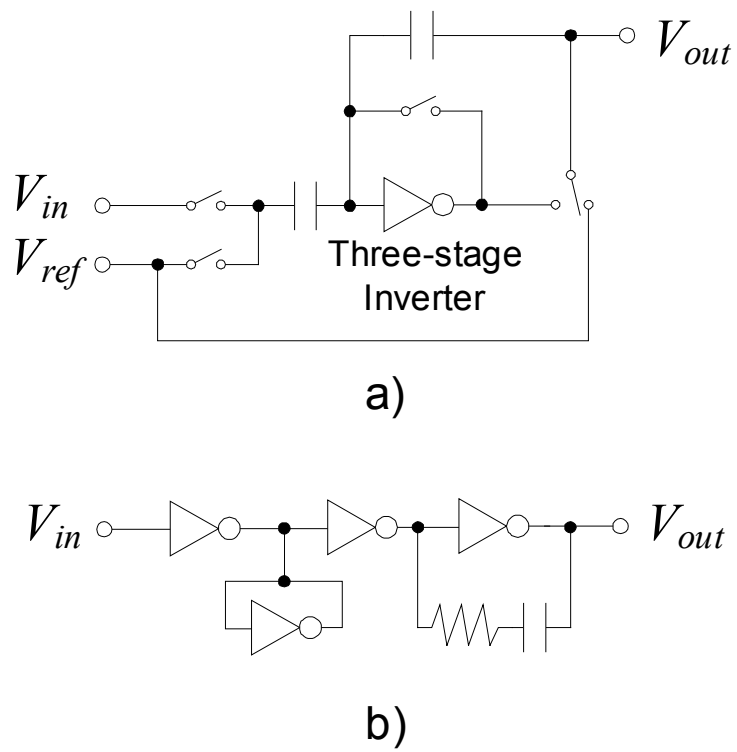 V_out
V_in
V_ref
Three-stage
Inverter
a)
V_in V_out
b)